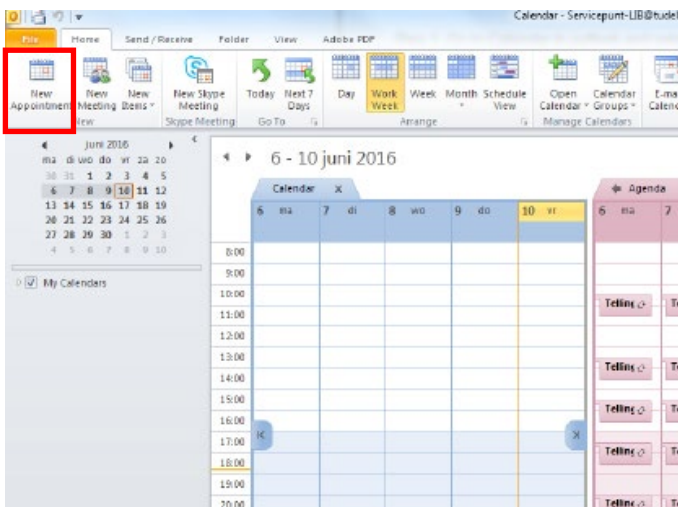 Calendar - Servicepunt-LIB@tudel
File Home Send / Receive Folder View Adobe PDF
New Appointment
New Meeting
New Items
New Skype Meeting
Today
Next 7 Days
Day
Work Week
Week
Month
Schedule View
Open Calendar
Calendar Groups
E-ma
Calend
New
Skype Meeting
Go To
Arrange
Manage Calendars
juni 2016
ma di wo do vr za zo
30 31 1 2 3 4 5
6 7 8 9 10 11 12
13 14 15 16 17 18 19
20 21 22 23 24 25 26
27 28 29 30 1 2 3
4 5 6 7 8 9 10
My Calendars
6 - 10 juni 2016
Calendar x
6 ma 7 di 8 wo 9 do 10 vr
Agenda
6 ma 7
8:00
9:00
10:00
11:00
12:00
13:00
14:00
15:00
16:00
17:00
18:00
19:00
20:00
Telling T
Telling T
Telling T
Telling T
Telling T